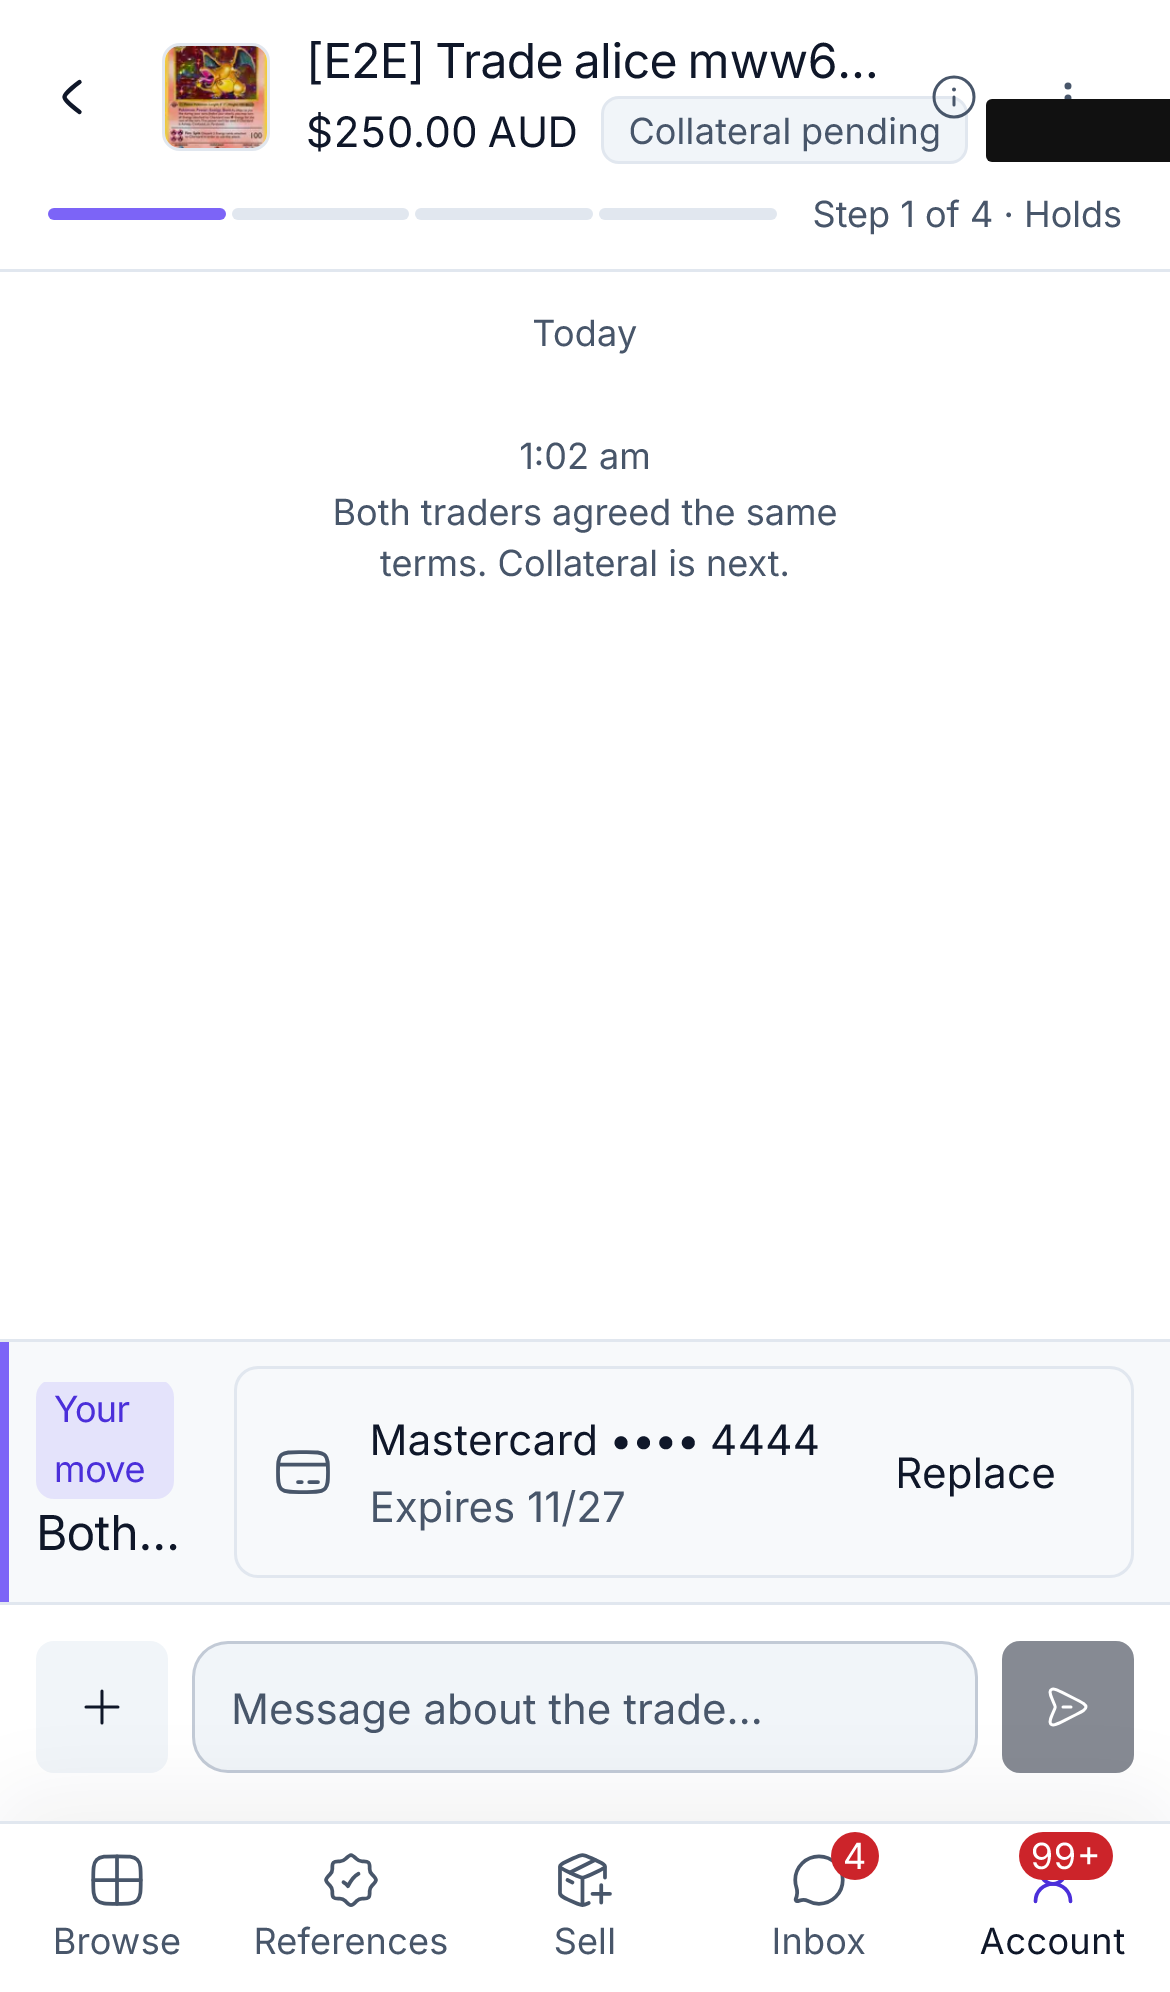 [E2E] Trade alice mww6...
$250.00 AUD
Collateral pending
Step 1 of 4 · Holds
Today
1:02 am
Both traders agreed the same
terms. Collateral is next.
Your
move
Both...
Mastercard •••• 4444
Expires 11/27
Replace
Message about the trade...
4
99+
Browse
References
Sell
Inbox
Account